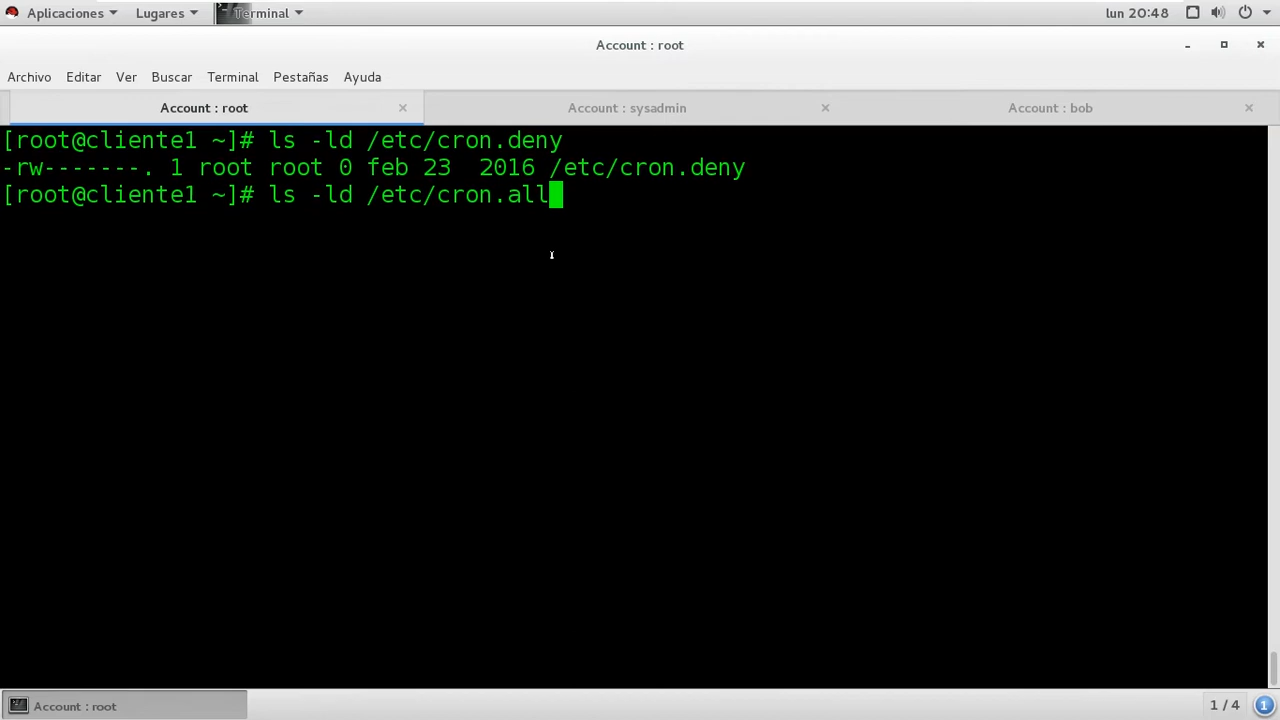 Aplicaciones Lugares Terminal lun 20:48
Account : root
Archivo Editar Ver Buscar Terminal Pestañas Ayuda
Account : root Account : sysadmin Account : bob
[root@cliente1 ~]# ls -ld /etc/cron.deny
-rw-------. 1 root root 0 feb 23  2016 /etc/cron.deny
[root@cliente1 ~]# ls -ld /etc/cron.all
Account : root 1 / 4 1